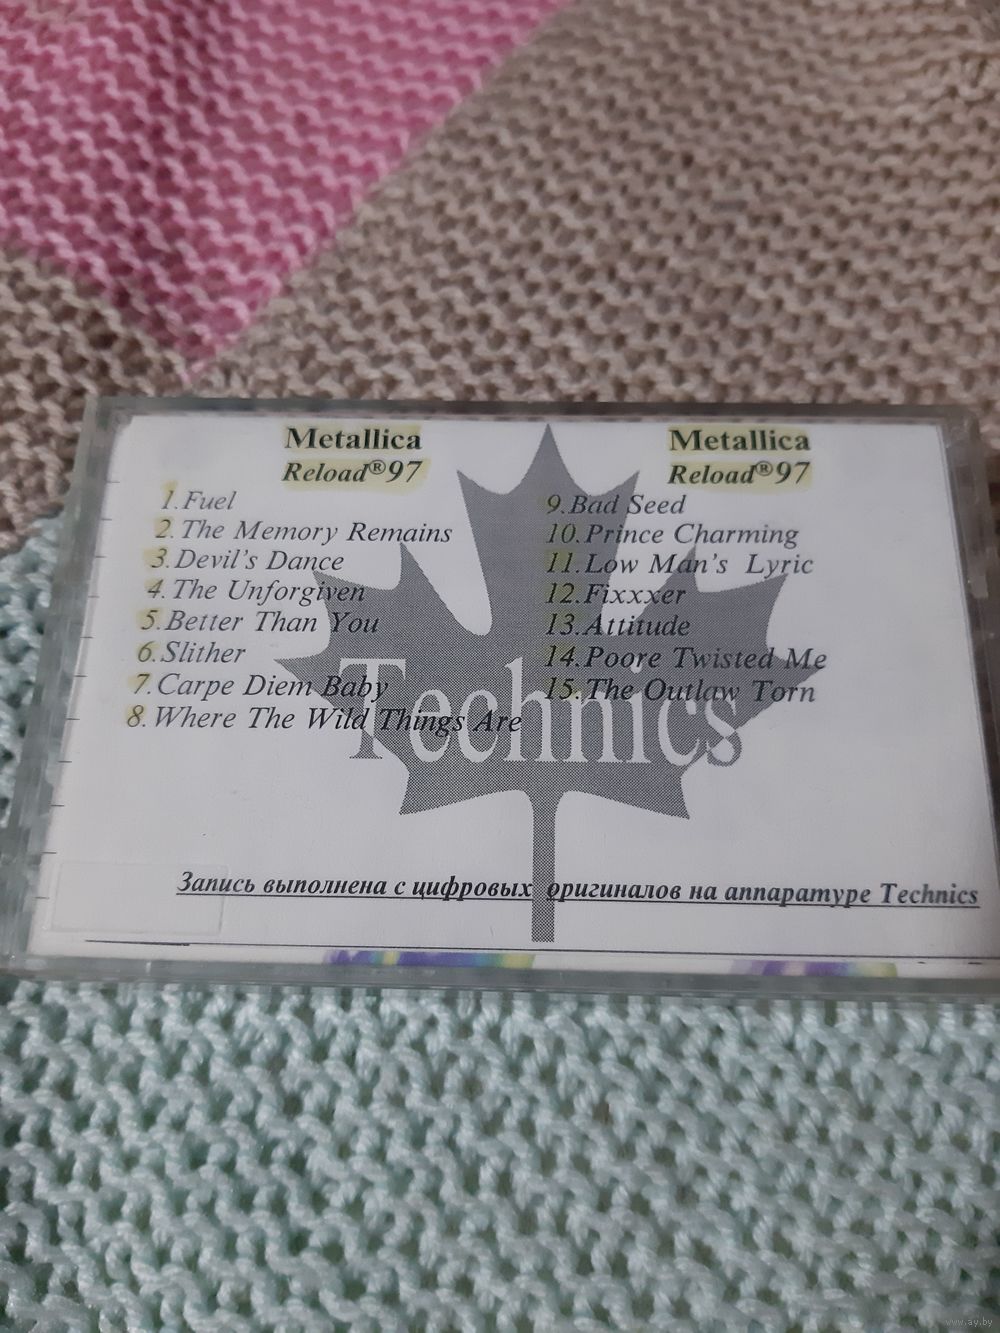 Metallica
Reload®97
1.Fuel
2.The Memory Remains
3.Devil's Dance
4.The Unforgiven
5.Better Than You
6.Slither
7.Carpe Diem Baby
8.Where The Wild Things Are
Metallica
Reload®97
9.Bad Seed
10.Prince Charming
11.Low Man's Lyric
12.Fixxxer
13.Attitude
14.Poore Twisted Me
15.The Outlaw Torn
Technics
Запись выполнена с цифровых оригиналов на аппаратуре Technics
www.ay.by